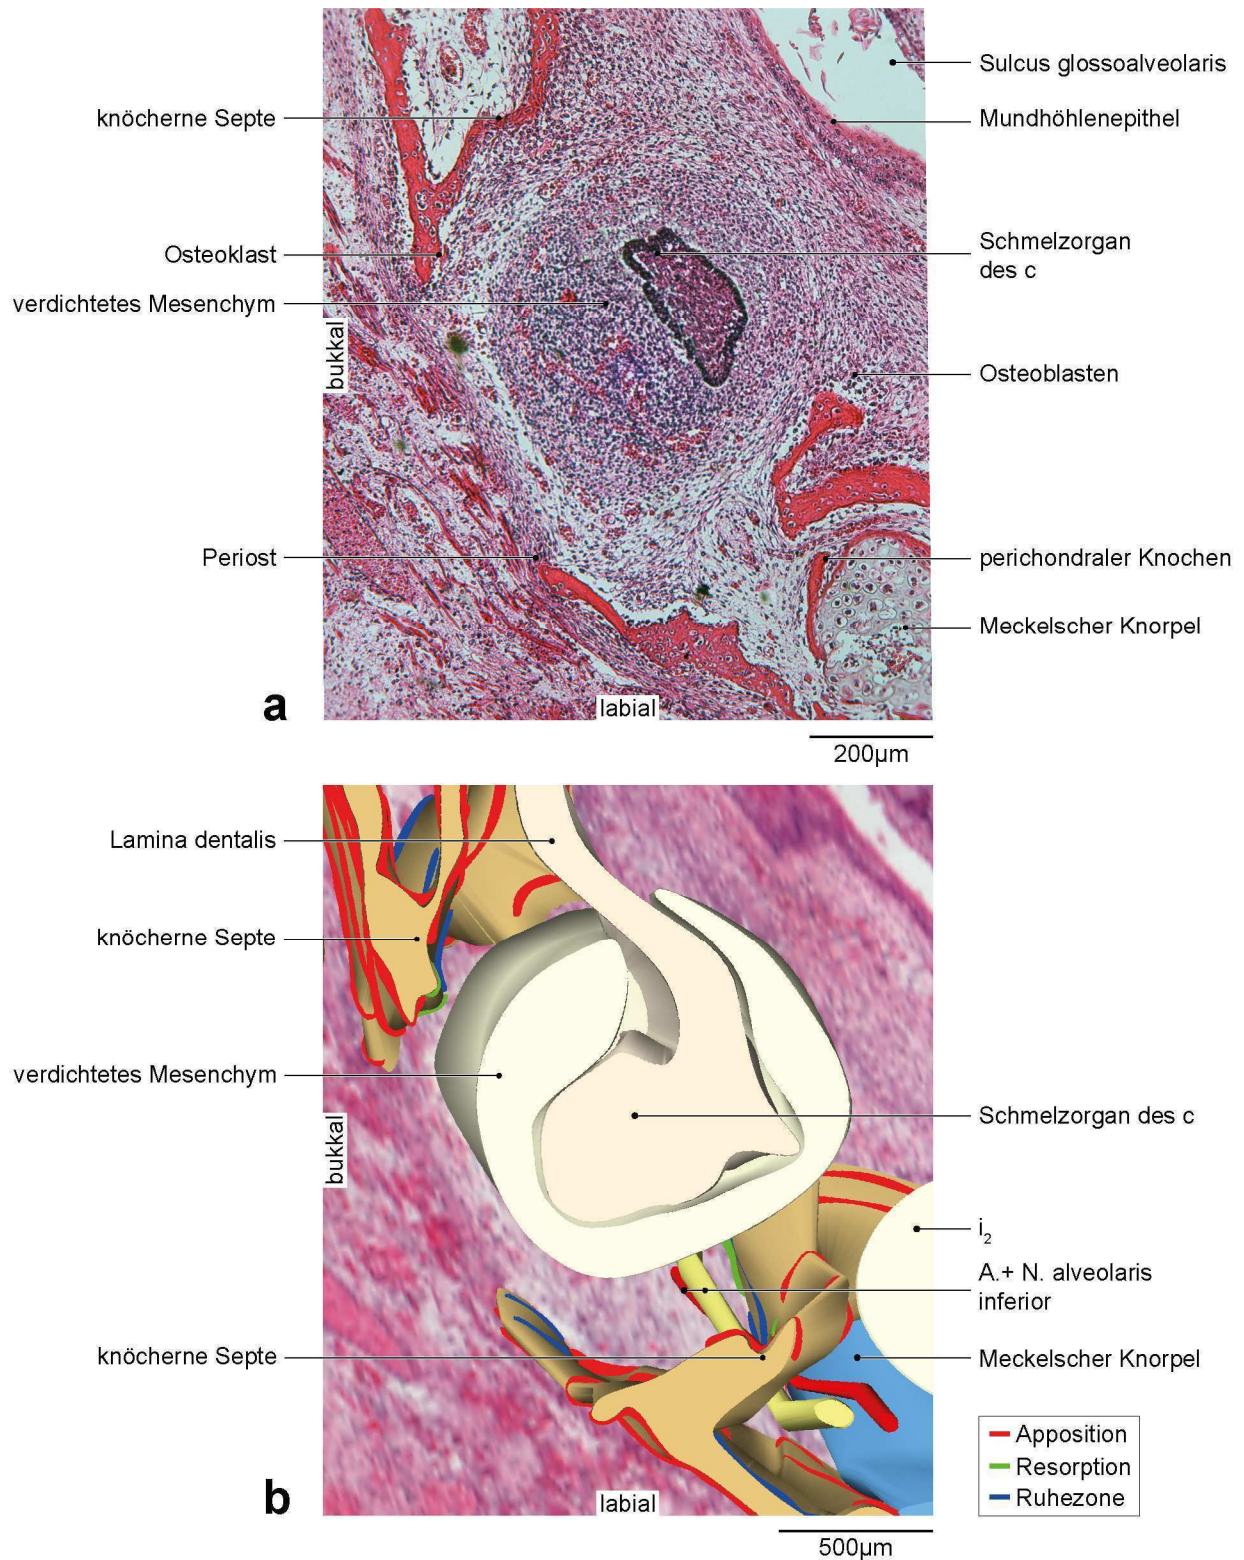 Sulcus glossoalveolaris
knöcherne Septe
Mundhöhlenepithel
Osteoklast
Schmelzorgan
des c
verdichtetes Mesenchym
bukkal
Osteoblasten
Periost
perichondraler Knochen
Meckelscher Knorpel
a
labial
200µm
Lamina dentalis
knöcherne Septe
verdichtetes Mesenchym
Schmelzorgan des c
bukkal
i₂
A.+ N. alveolaris
inferior
knöcherne Septe
Meckelscher Knorpel
Apposition
Resorption
Ruhezone
b
labial
500µm